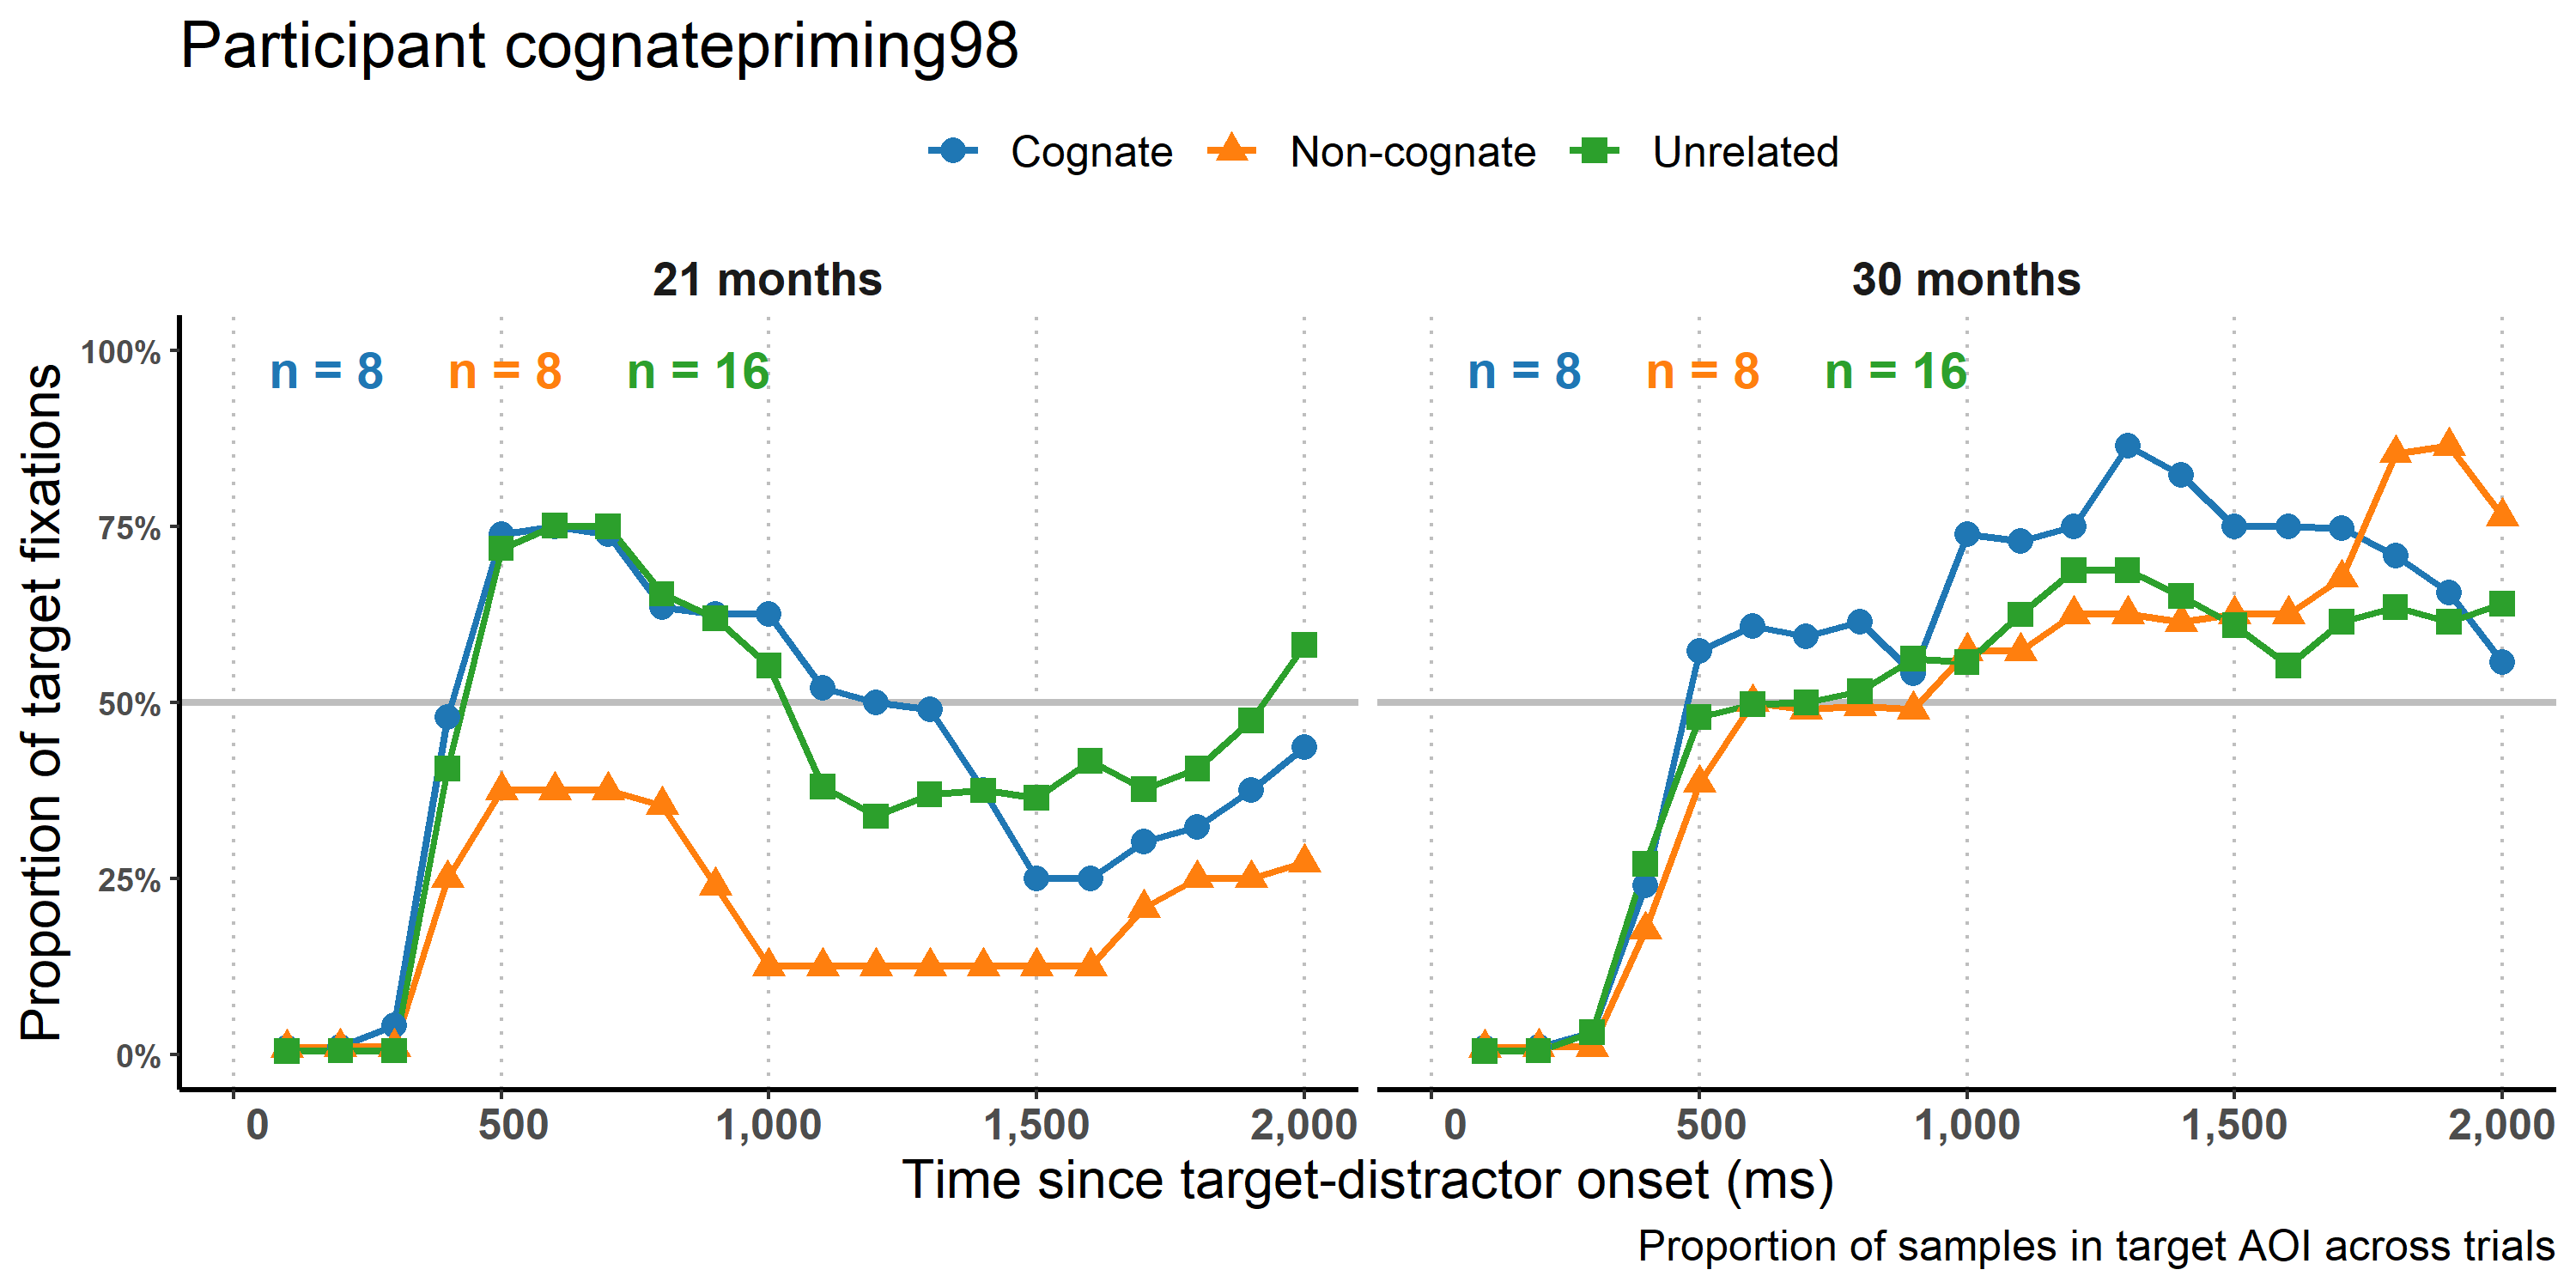 Participant cognatepriming98
Cognate Non-cognate Unrelated
21 months 30 months
Proportion of target fixations
100%
75%
50%
25%
0%
n = 8 n = 8 n = 16 n = 8 n = 8 n = 16
0 500 1,000 1,500 2,000 0 500 1,000 1,500 2,000
Time since target-distractor onset (ms)
Proportion of samples in target AOI across trials